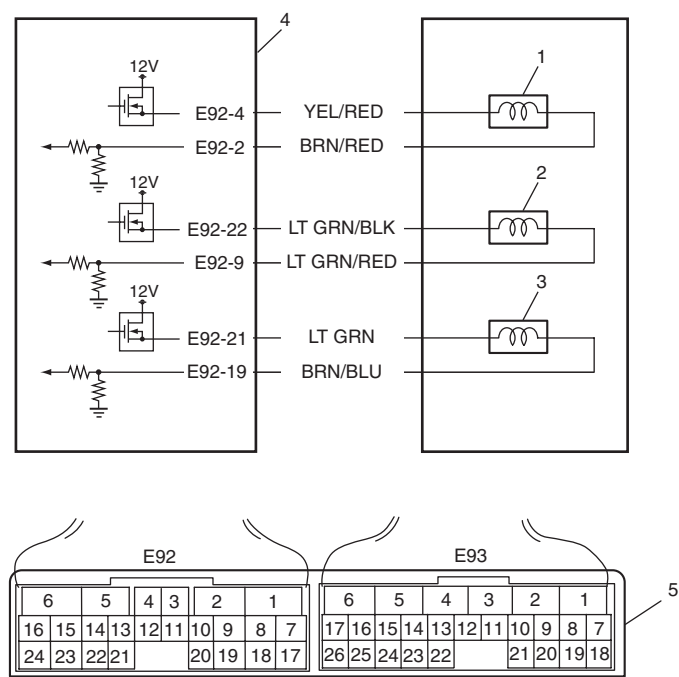 4
12V
1
E92-4 YEL/RED
E92-2 BRN/RED
12V
2
E92-22 LT GRN/BLK
E92-9 LT GRN/RED
12V
3
E92-21 LT GRN
E92-19 BRN/BLU
E92 E93
5
6 5 4 3 2 1 6 5 4 3 2 1
16 15 14 13 12 11 10 9 8 7 17 16 15 14 13 12 11 10 9 8 7
24 23 22 21 20 19 18 17 26 25 24 23 22 21 20 19 18